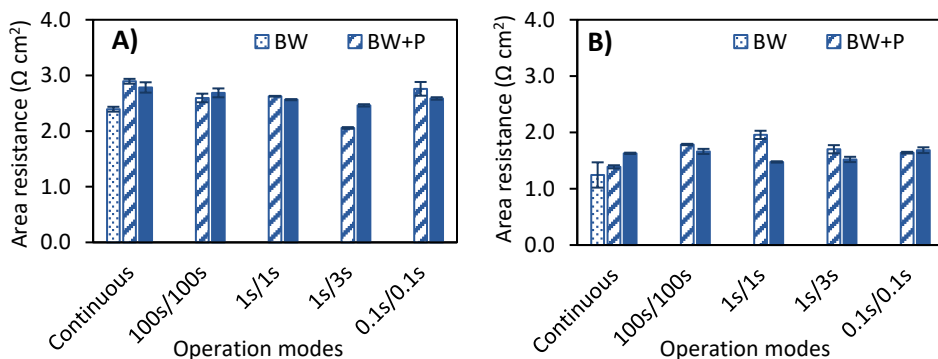 A)
BW
BW+P
Area resistance (Ω cm²)
4.0
3.0
2.0
1.0
0.0
Continuous
100s/100s
1s/1s
1s/3s
0.1s/0.1s
Operation modes
B)
BW
BW+P
Area resistance (Ω cm²)
4.0
3.0
2.0
1.0
0.0
Continuous
100s/100s
1s/1s
1s/3s
0.1s/0.1s
Operation modes